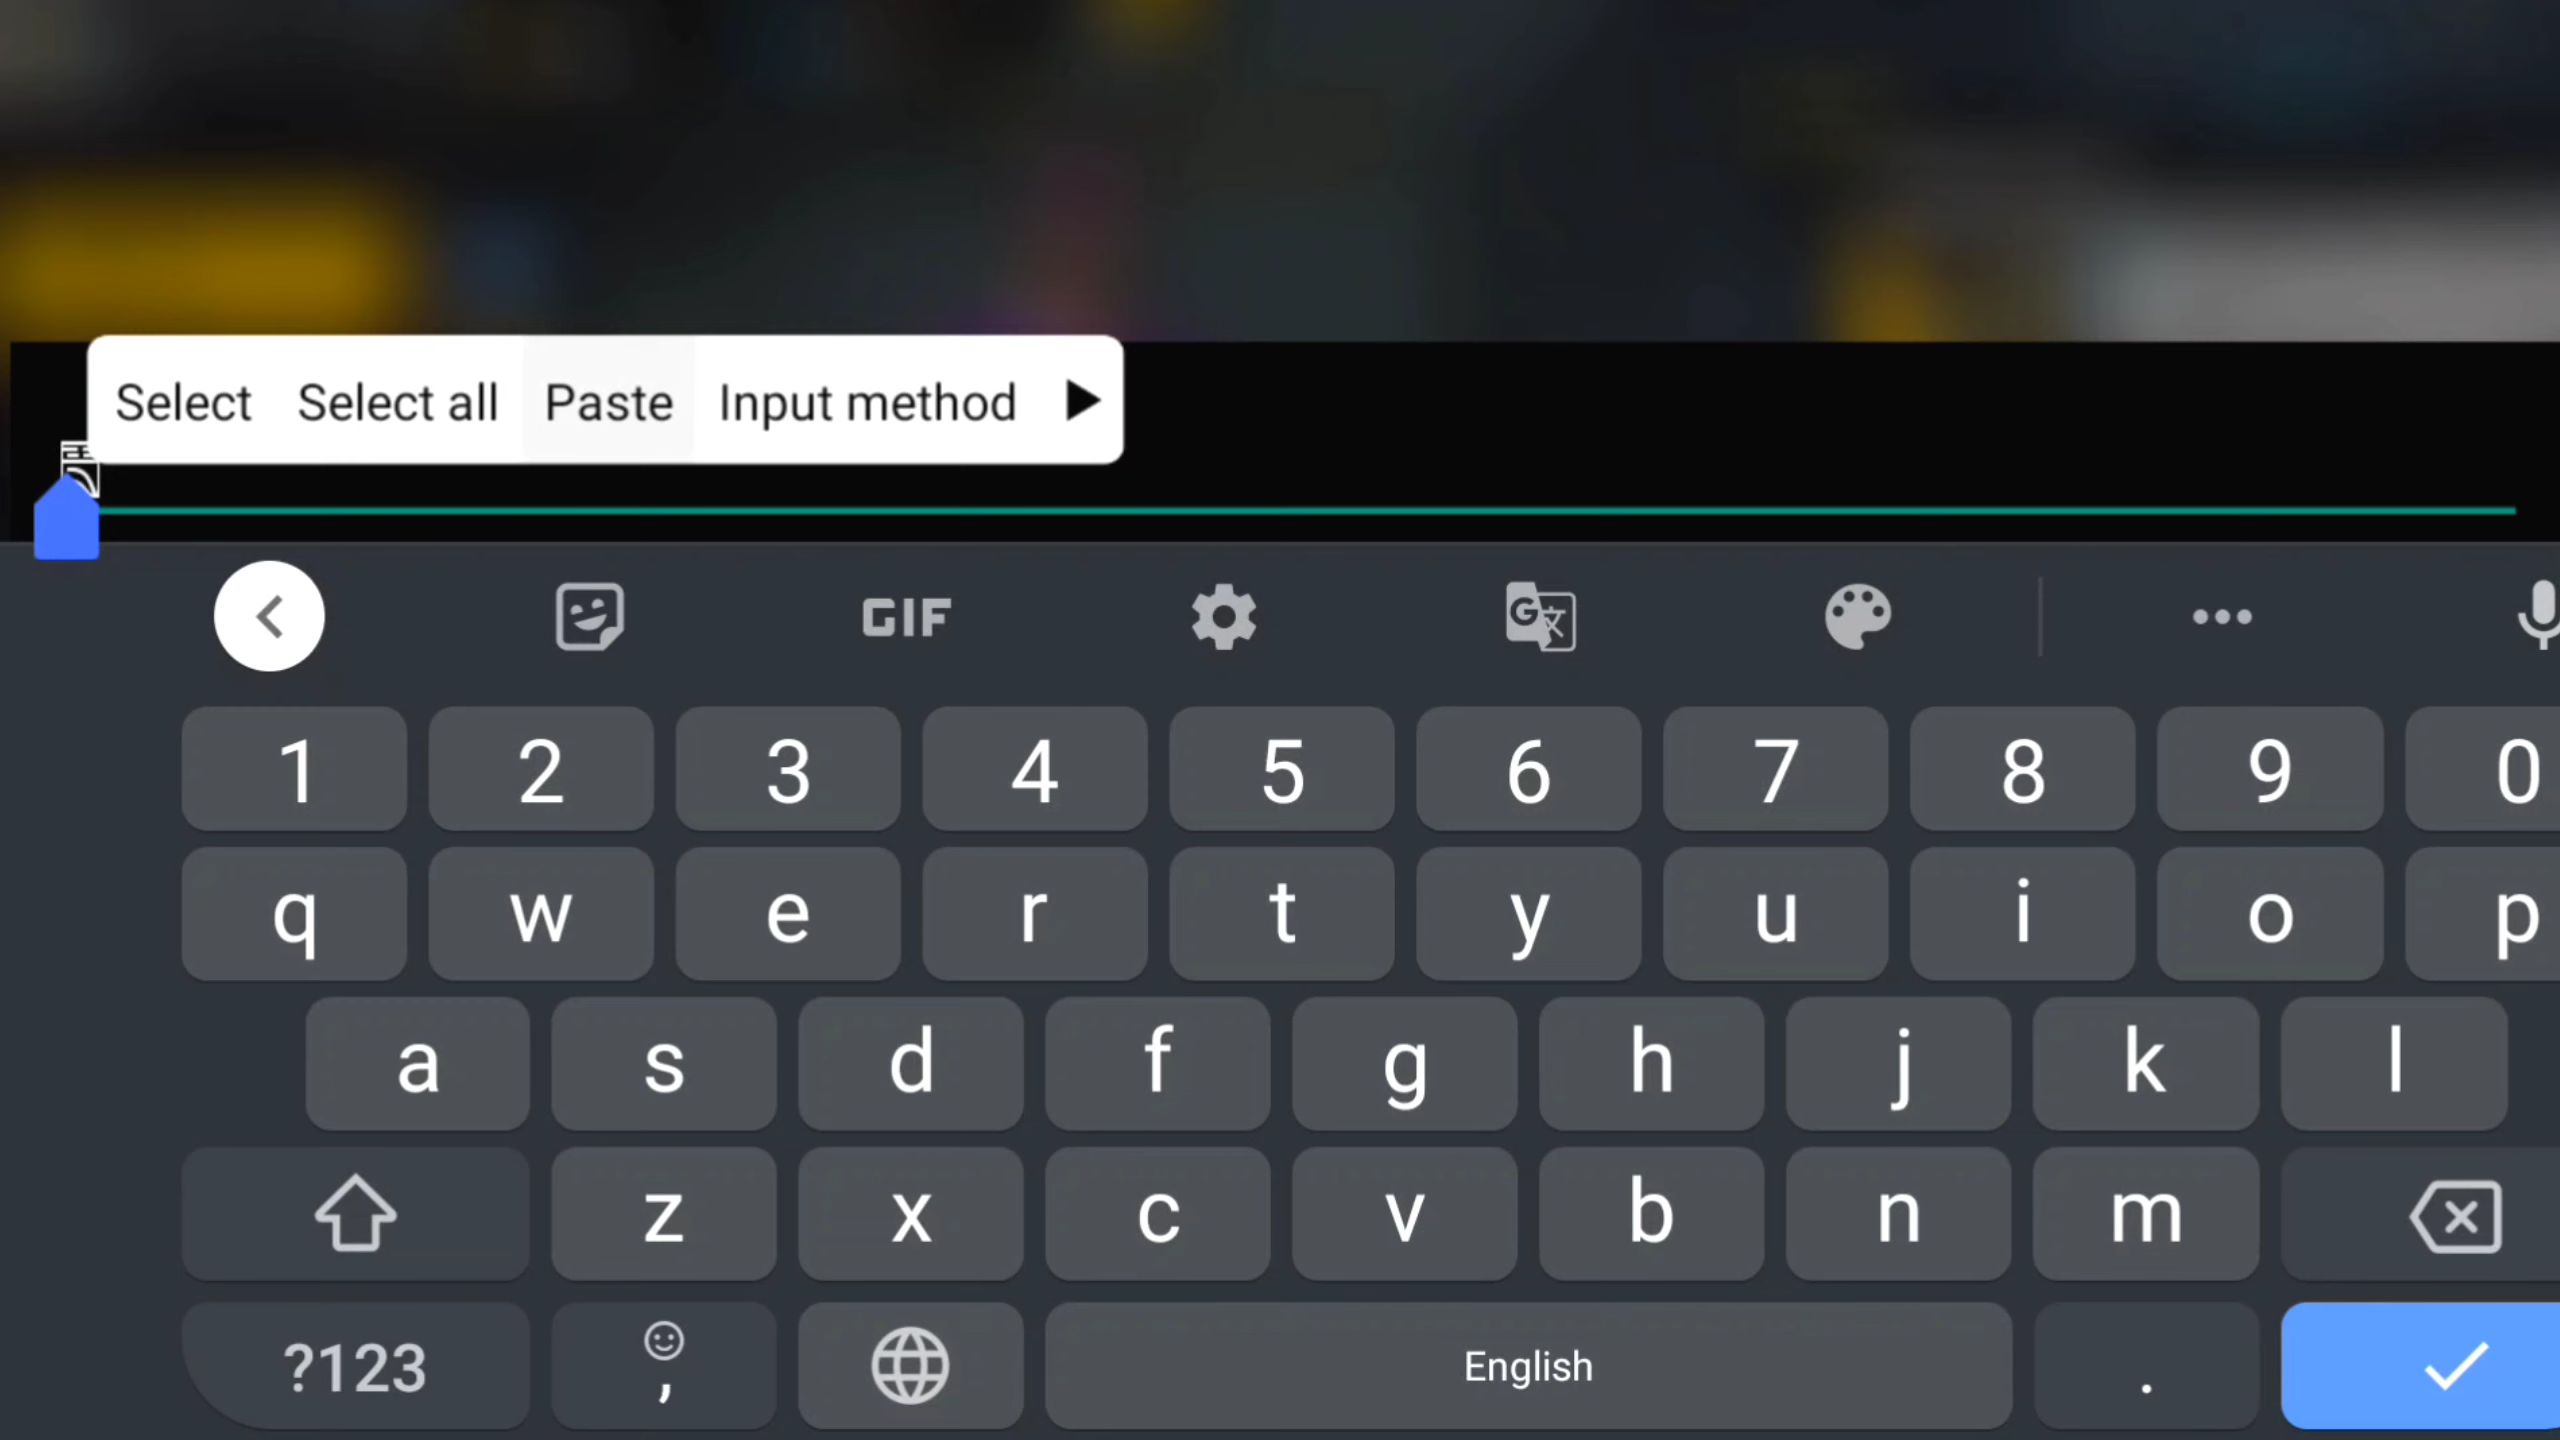 Select Select all Paste Input method
GIF
1 2 3 4 5 6 7 8 9 0
q w e r t y u i o p
a s d f g h j k l
z x c v b n m
?123 , English .